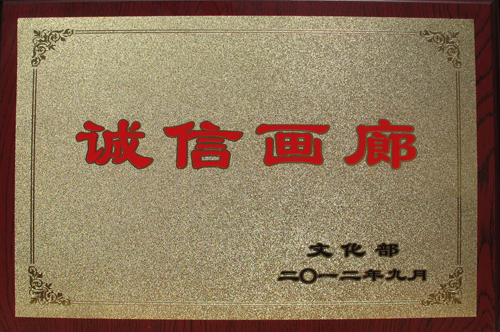 诚信画廊
文化部
二〇一二年九月